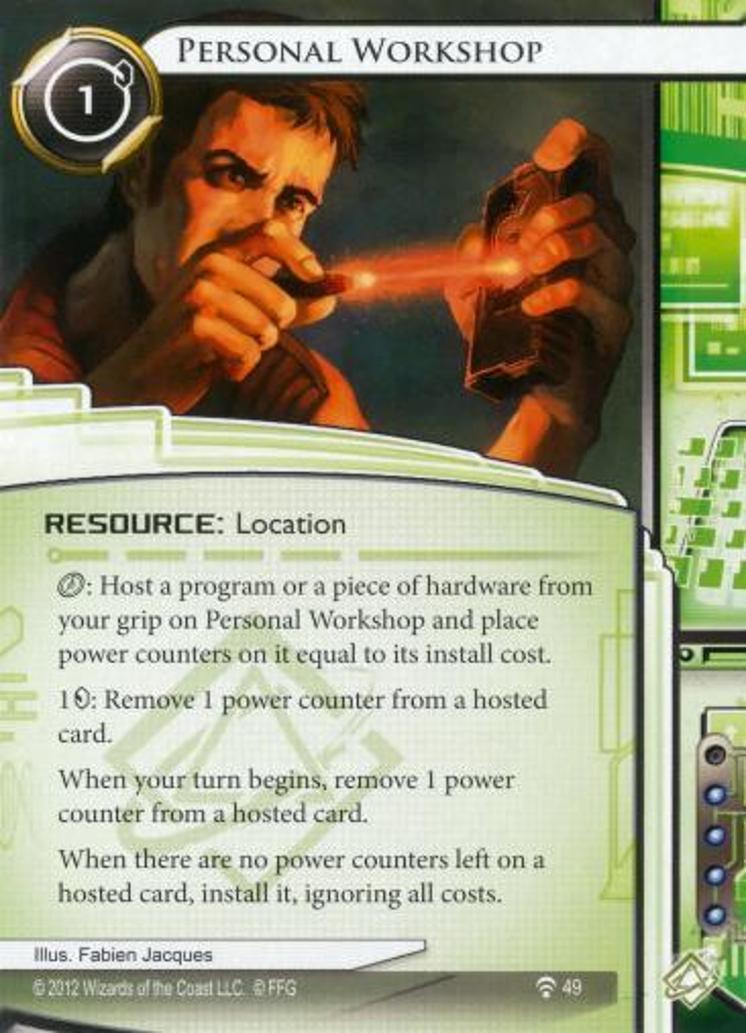 PERSONAL WORKSHOP
1
RESOURCE: Location
: Host a program or a piece of hardware from
your grip on Personal Workshop and place
power counters on it equal to its install cost.
1: Remove 1 power counter from a hosted
card.
When your turn begins, remove 1 power
counter from a hosted card.
When there are no power counters left on a
hosted card, install it, ignoring all costs.
Illus. Fabien Jacques
© 2012 Wizards of the Coast LLC. © FFG
49